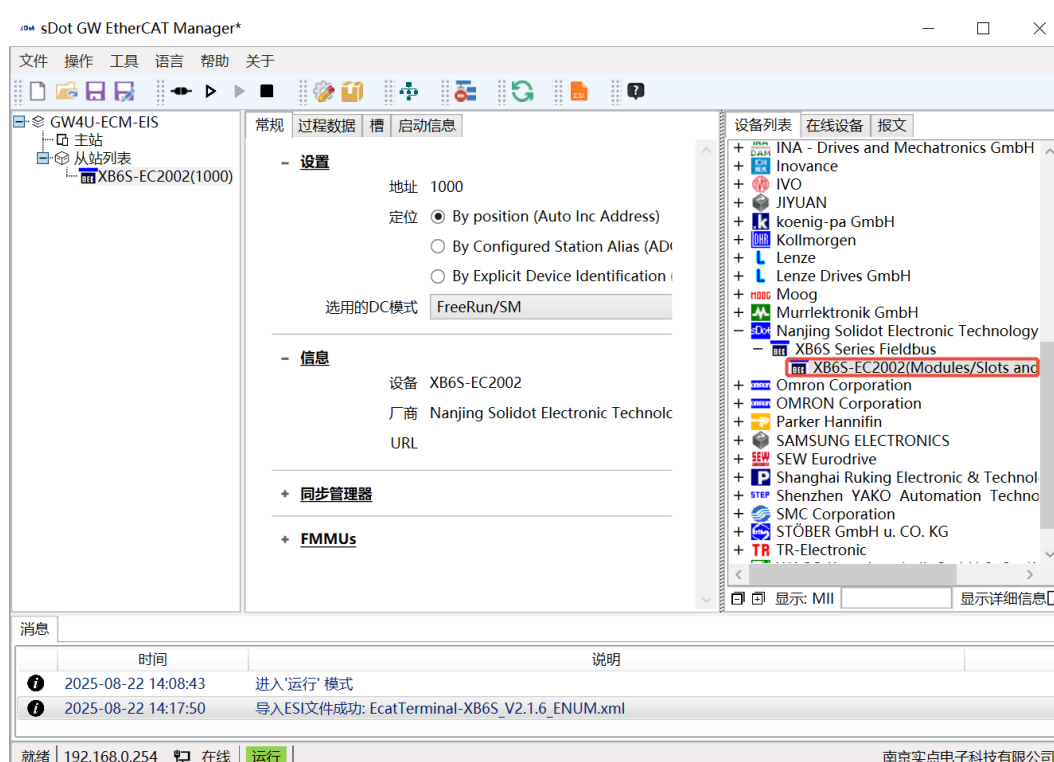 sDot GW EtherCAT Manager*
文件 操作 工具 语言 帮助 关于
GW4U-ECM-EIS
主站
从站列表
XB6S-EC2002(1000)
常规 过程数据 槽 启动信息
设置
地址 1000
定位 By position (Auto Inc Address)
By Configured Station Alias (AD
By Explicit Device Identification
选用的DC模式 FreeRun/SM
信息
设备 XB6S-EC2002
厂商 Nanjing Solidot Electronic Technolc
URL
同步管理器
FMMUs
设备列表 在线设备 报文
INA - Drives and Mechatronics GmbH
Inovance
IVO
JIYUAN
koenig-pa GmbH
Kollmorgen
Lenze
Lenze Drives GmbH
Moog
Murrlektronik GmbH
Nanjing Solidot Electronic Technology
XB6S Series Fieldbus
XB6S-EC2002(Modules/Slots and
Omron Corporation
OMRON Corporation
Parker Hannifin
SAMSUNG ELECTRONICS
SEW Eurodrive
Shanghai Ruking Electronic & Technol
Shenzhen YAKO Automation Techno
SMC Corporation
STÖBER GmbH u. CO. KG
TR-Electronic
显示: MII 显示详细信息
消息
时间 说明
2025-08-22 14:08:43 进入'运行' 模式
2025-08-22 14:17:50 导入ESI文件成功: EcatTerminal-XB6S_V2.1.6_ENUM.xml
就绪 192.168.0.254 在线 运行 南京实点电子科技有限公司